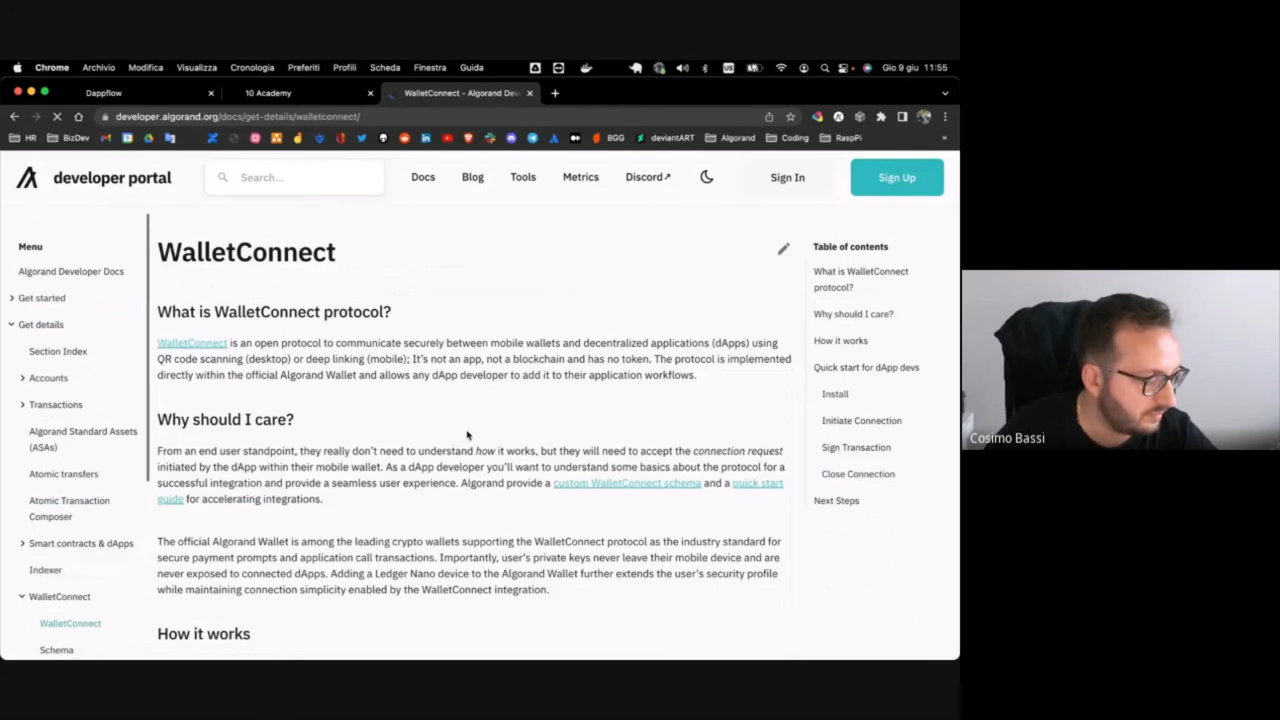 Chrome Archivio Modifica Visualizza Cronologia Preferiti Profili Scheda Finestra Guida US Gio 9 giu 11:55
Dappflow 10 Academy WalletConnect - Algorand Dev
developer.algorand.org/docs/get-details/walletconnect/
HR BizDev BGG deviantART Algorand Coding RaspPi »
developer portal Search... Docs Blog Tools Metrics Discord↗ Sign In Sign Up
Menu
Algorand Developer Docs
Get started
Get details
Section Index
Accounts
Transactions
Algorand Standard Assets
(ASAs)
Atomic transfers
Atomic Transaction
Composer
Smart contracts & dApps
Indexer
WalletConnect
WalletConnect
Schema
WalletConnect
What is WalletConnect protocol?
WalletConnect is an open protocol to communicate securely between mobile wallets and decentralized applications (dApps) using
QR code scanning (desktop) or deep linking (mobile); It's not an app, not a blockchain and has no token. The protocol is implemented
directly within the official Algorand Wallet and allows any dApp developer to add it to their application workflows.
Why should I care?
From an end user standpoint, they really don't need to understand how it works, but they will need to accept the connection request
initiated by the dApp within their mobile wallet. As a dApp developer you'll want to understand some basics about the protocol for a
successful integration and provide a seamless user experience. Algorand provide a custom WalletConnect schema and a quick start
guide for accelerating integrations.
The official Algorand Wallet is among the leading crypto wallets supporting the WalletConnect protocol as the industry standard for
secure payment prompts and application call transactions. Importantly, user's private keys never leave their mobile device and are
never exposed to connected dApps. Adding a Ledger Nano device to the Algorand Wallet further extends the user's security profile
while maintaining connection simplicity enabled by the WalletConnect integration.
How it works
Table of contents
What is WalletConnect
protocol?
Why should I care?
How it works
Quick start for dApp devs
Install
Initiate Connection
Sign Transaction
Close Connection
Next Steps
Cosimo Bassi